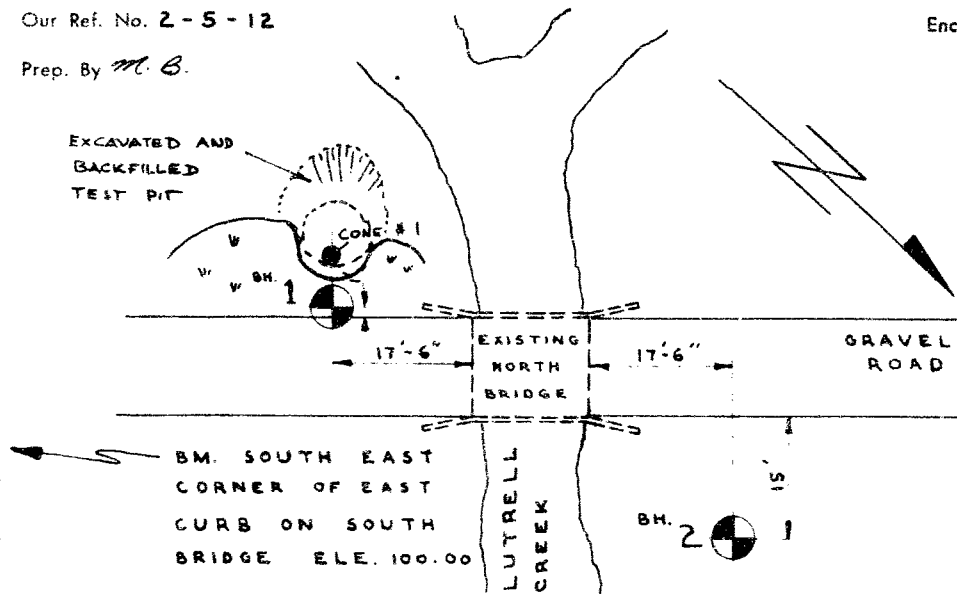 Our Ref. No. 2-5-12
Enc
Prep. By M. B.
EXCAVATED AND
BACKFILLED
TEST PIT
CONE #1
BH.
1
17'-6"
EXISTING
NORTH
BRIDGE
17'-6"
GRAVEL
ROAD
BM. SOUTH EAST
CORNER OF EAST
CURB ON SOUTH
BRIDGE ELE. 100.00
LUTRELL
CREEK
15'
BH.
2
1